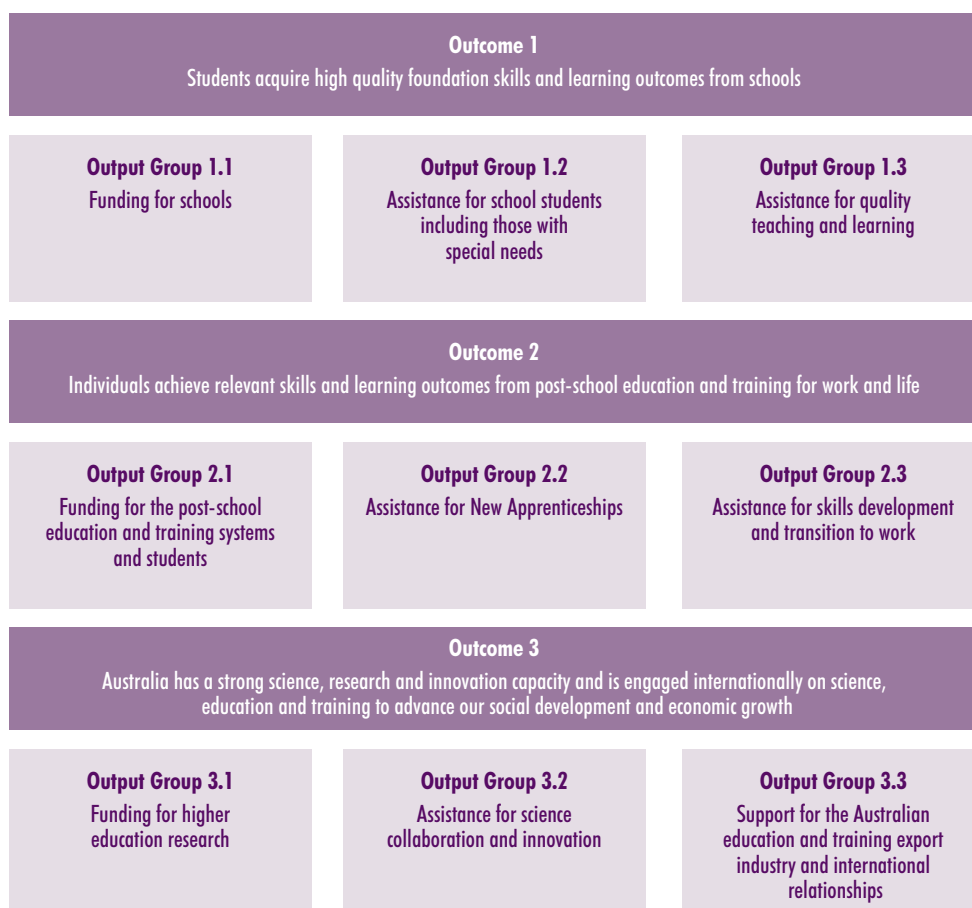 Outcome 1
Students acquire high quality foundation skills and learning outcomes from schools
Output Group 1.1
Funding for schools
Output Group 1.2
Assistance for school students
including those with
special needs
Output Group 1.3
Assistance for quality
teaching and learning
Outcome 2
Individuals achieve relevant skills and learning outcomes from post-school education and training for work and life
Output Group 2.1
Funding for the post-school
education and training systems
and students
Output Group 2.2
Assistance for New Apprenticeships
Output Group 2.3
Assistance for skills development
and transition to work
Outcome 3
Australia has a strong science, research and innovation capacity and is engaged internationally on science,
education and training to advance our social development and economic growth
Output Group 3.1
Funding for higher
education research
Output Group 3.2
Assistance for science
collaboration and innovation
Output Group 3.3
Support for the Australian
education and training export
industry and international
relationships